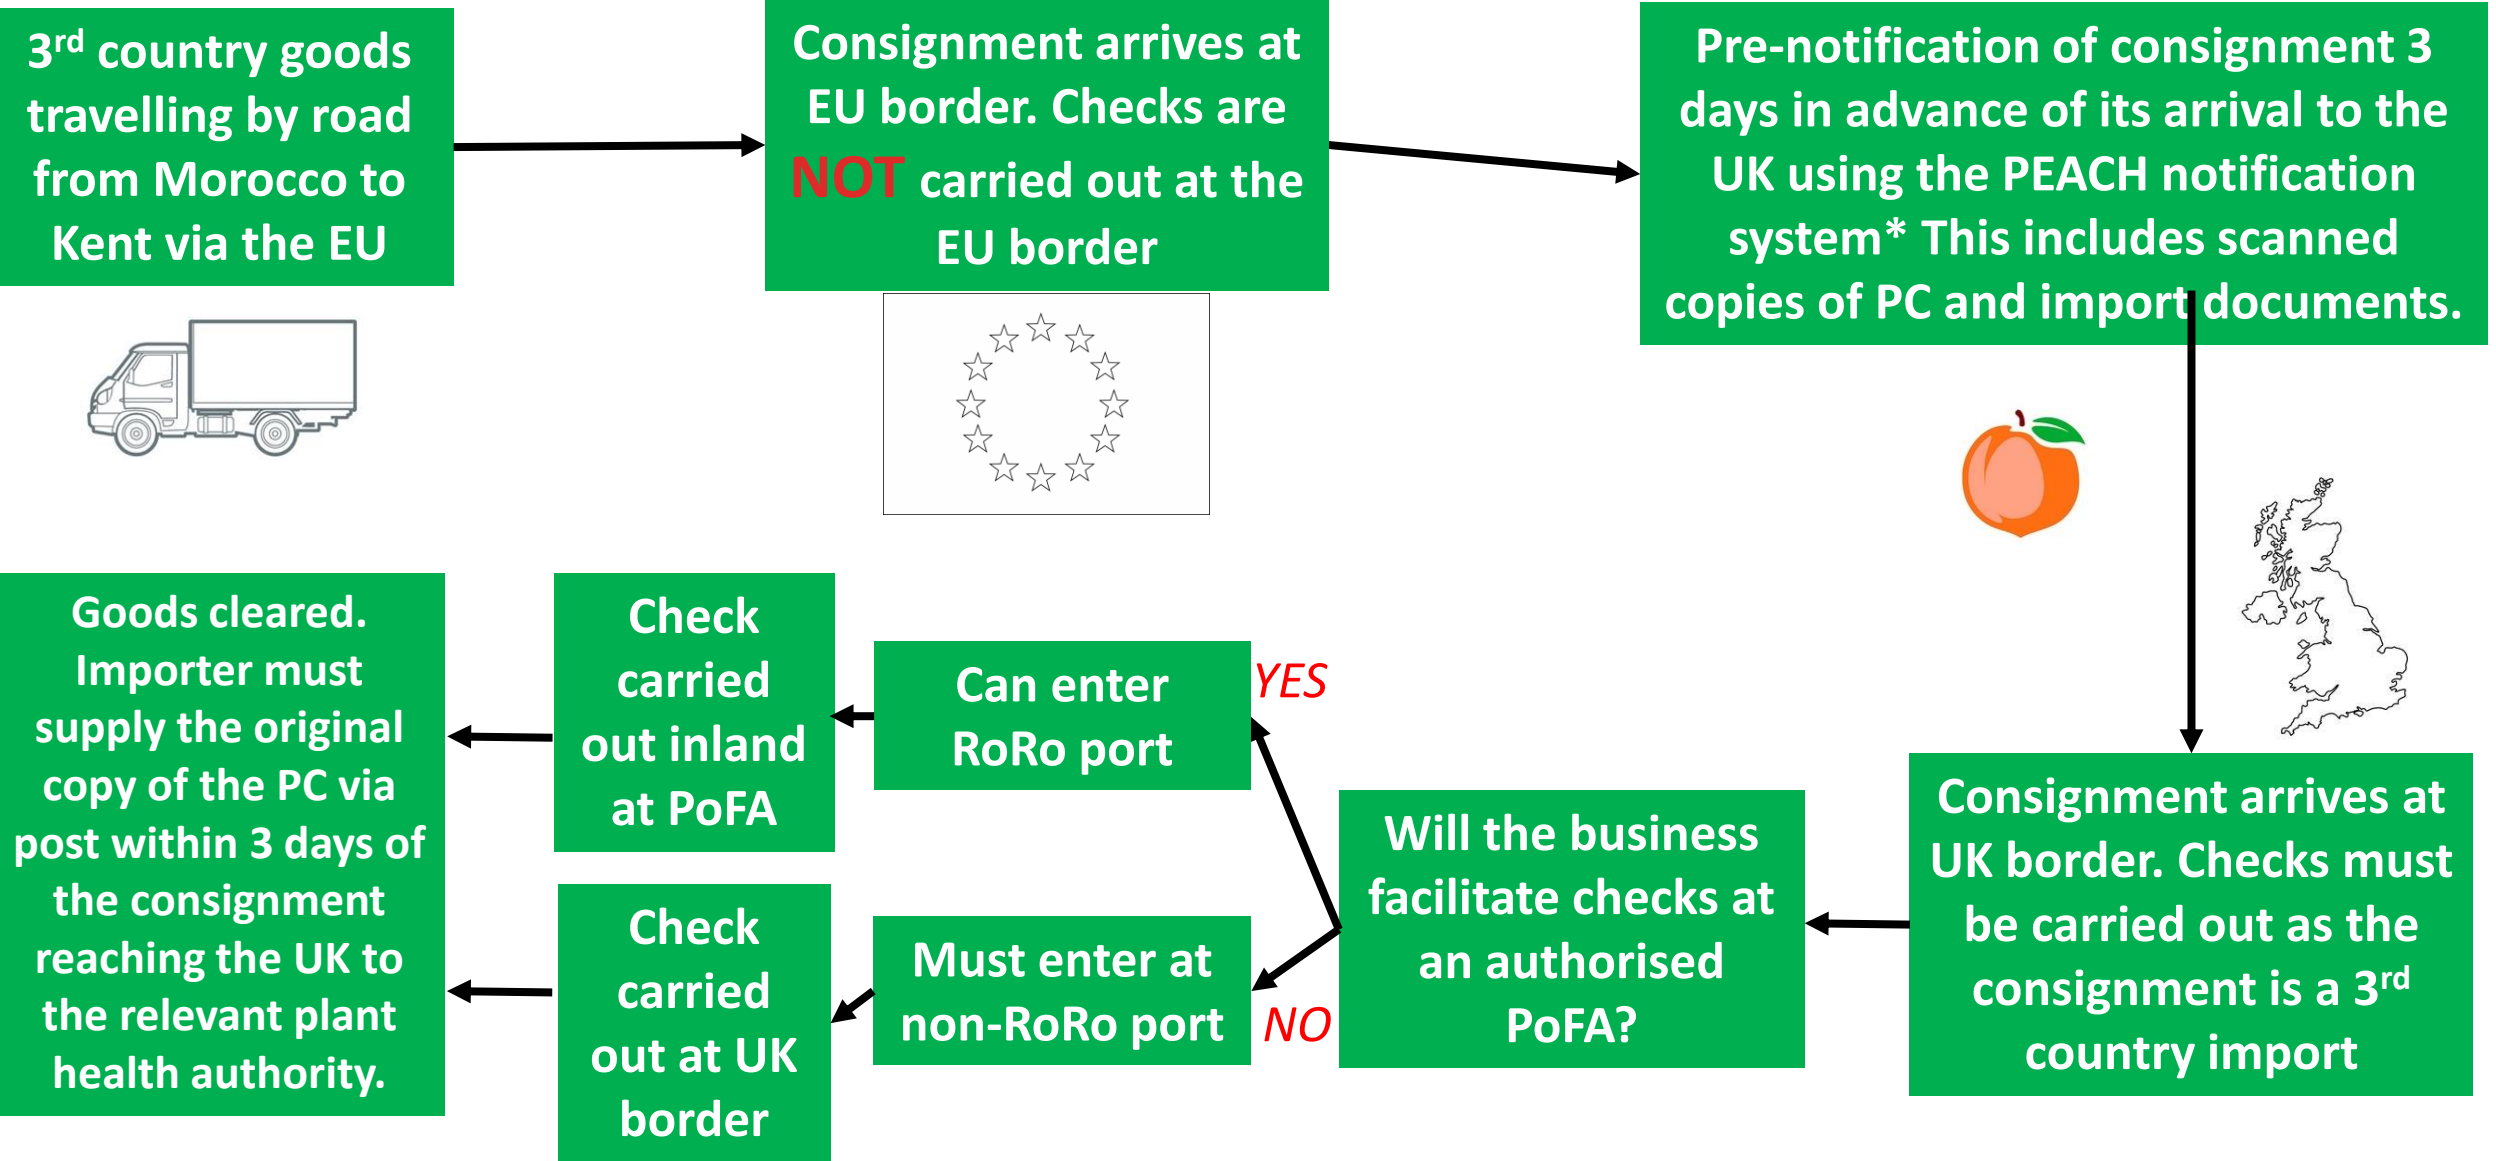 3rd country goods
travelling by road
from Morocco to
Kent via the EU
Consignment arrives at
EU border. Checks are
NOT carried out at the
EU border
Pre-notification of consignment 3
days in advance of its arrival to the
UK using the PEACH notification
system* This includes scanned
copies of PC and import documents.
Consignment arrives at
UK border. Checks must
be carried out as the
consignment is a 3rd
country import
Will the business
facilitate checks at
an authorised
PoFA?
YES
Can enter
RoRo port
Check
carried
out inland
at PoFA
NO
Must enter at
non-RoRo port
Check
carried
out at UK
border
Goods cleared.
Importer must
supply the original
copy of the PC via
post within 3 days of
the consignment
reaching the UK to
the relevant plant
health authority.